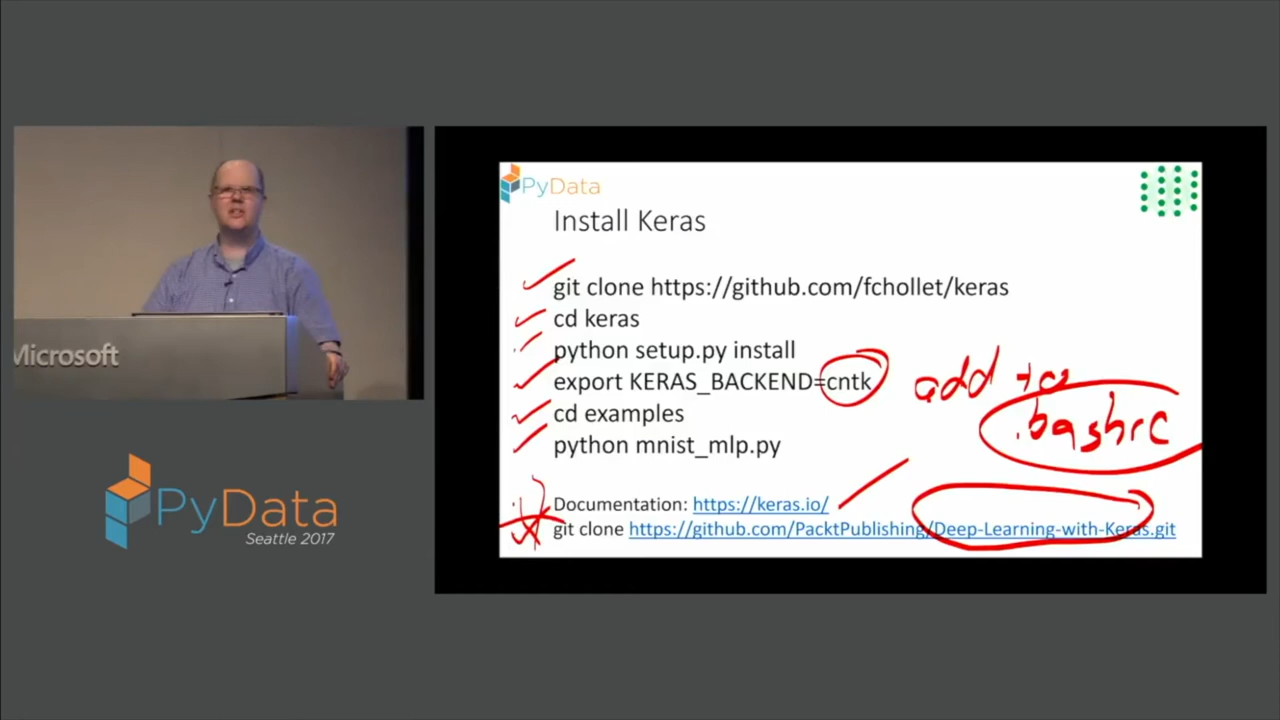 Microsoft
PyData
Seattle 2017
PyData
Install Keras
git clone https://github.com/fchollet/keras
cd keras
python setup.py install
export KERAS_BACKEND=cntk
cd examples
python mnist_mlp.py
add to
.bashrc
Documentation: https://keras.io/
git clone https://github.com/PacktPublishing/Deep-Learning-with-Keras.git